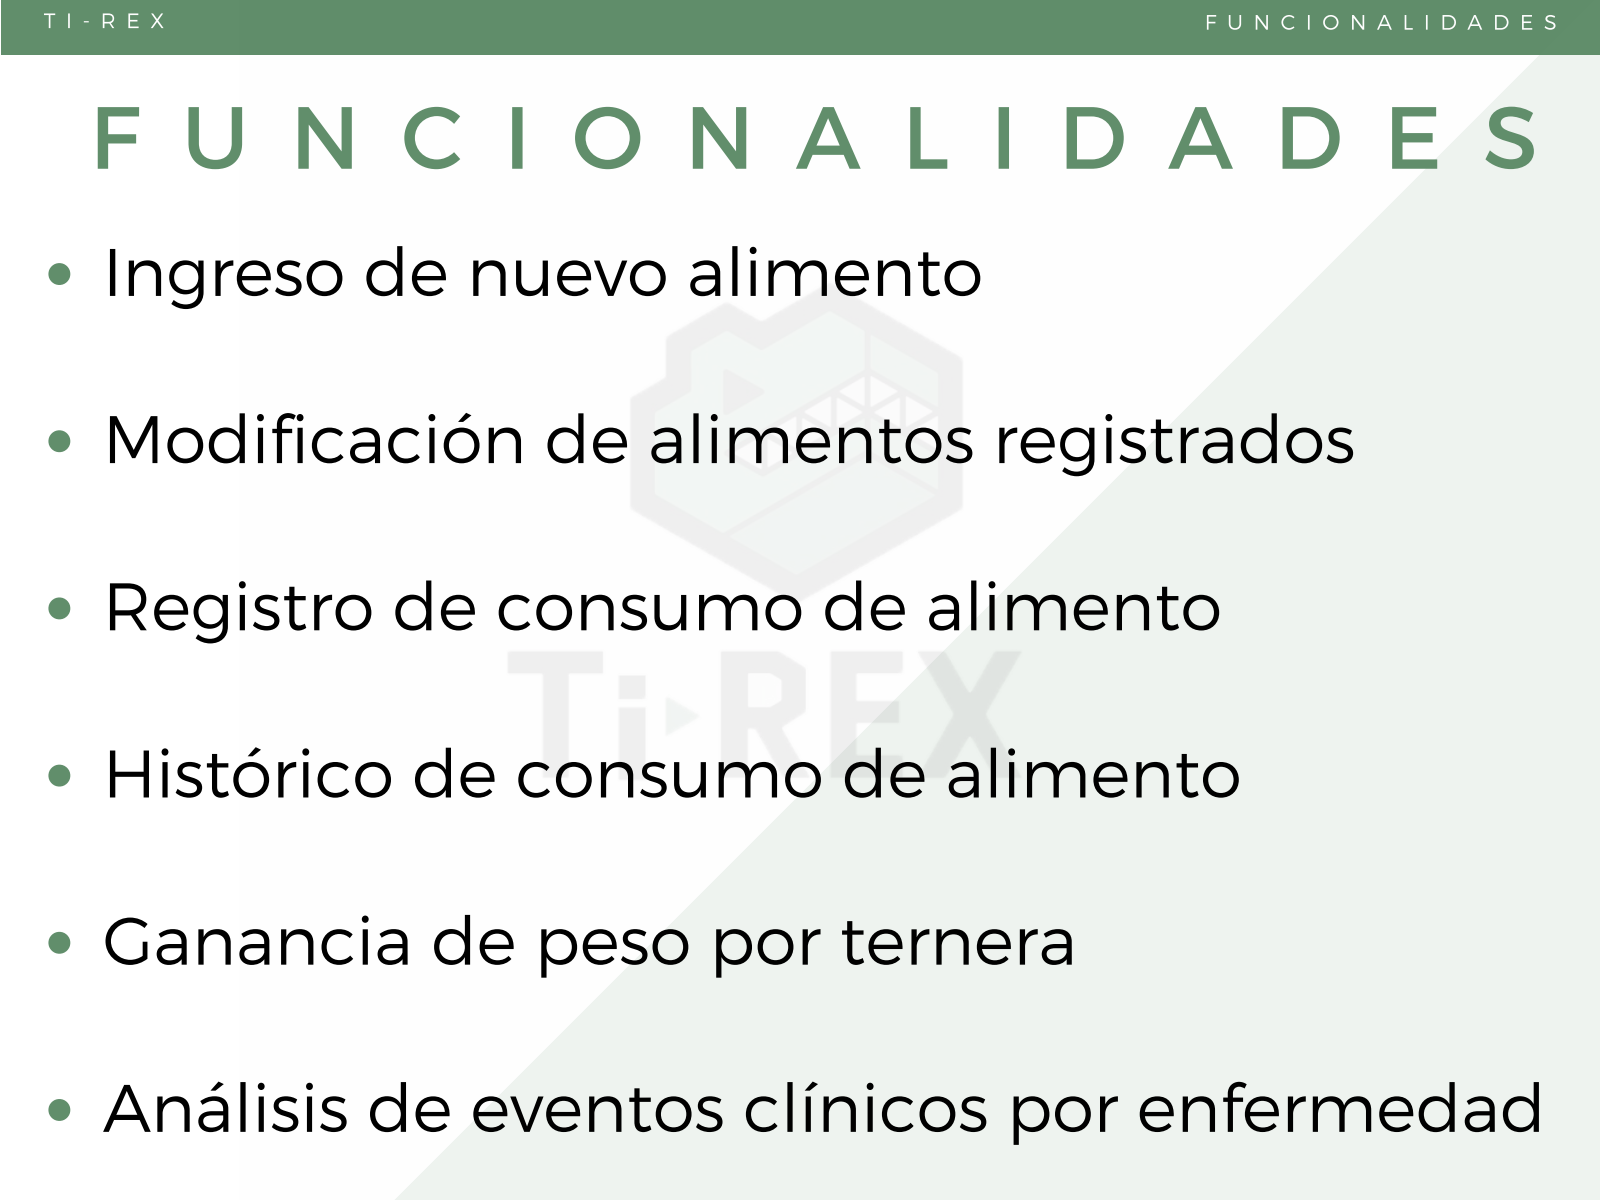 TI-REX
FUNCIONALIDADES
FUNCIONALIDADES
• Ingreso de nuevo alimento
• Modificación de alimentos registrados
• Registro de consumo de alimento
Ti REX
• Histórico de consumo de alimento
• Ganancia de peso por ternera
• Análisis de eventos clínicos por enfermedad